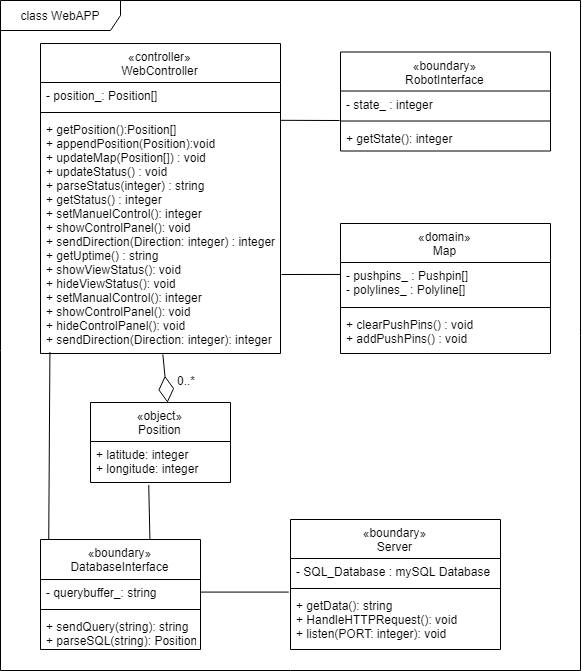 class WebAPP
«controller»
WebController
- position_: Position[]
+ getPosition():Position[]
+ appendPosition(Position):void
+ updateMap(Position[]) : void
+ updateStatus() : void
+ parseStatus(integer) : string
+ getStatus() : integer
+ setManuelControl(): integer
+ showControlPanel(): void
+ sendDirection(Direction: integer) : integer
+ getUptime() : string
+ showViewStatus(): void
+ hideViewStatus(): void
+ setManualControl(): integer
+ showControlPanel(): void
+ hideControlPanel(): void
+ sendDirection(Direction: integer): integer
«boundary»
RobotInterface
- state_ : integer
+ getState(): integer
«domain»
Map
- pushpins_ : Pushpin[]
- polylines_ : Polyline[]
+ clearPushPins() : void
+ addPushPins() : void
0..*
«object»
Position
+ latitude: integer
+ longitude: integer
«boundary»
DatabaseInterface
- querybuffer_: string
+ sendQuery(string): string
+ parseSQL(string): Position
«boundary»
Server
- SQL_Database : mySQL Database
+ getData(): string
+ HandleHTTPRequest(): void
+ listen(PORT: integer): void